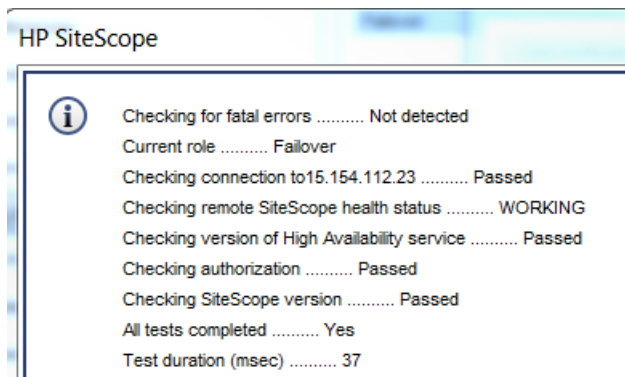 Failover
HP SiteScope
Checking for fatal errors .......... Not detected
Current role .......... Failover
Checking connection to15.154.112.23 .......... Passed
Checking remote SiteScope health status .......... WORKING
Checking version of High Availability service .......... Passed
Checking authorization .......... Passed
Checking SiteScope version .......... Passed
All tests completed .......... Yes
Test duration (msec) .......... 37